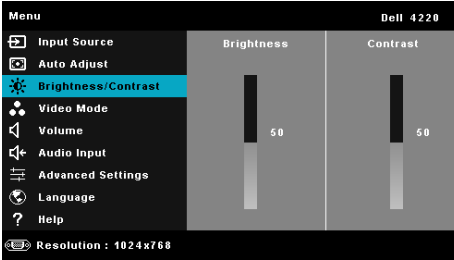 Menu Dell 4220
Input Source Brightness Contrast
Auto Adjust
Brightness/Contrast
Video Mode
Volume 50 50
Audio Input
Advanced Settings
Language
? Help
Resolution : 1024x768